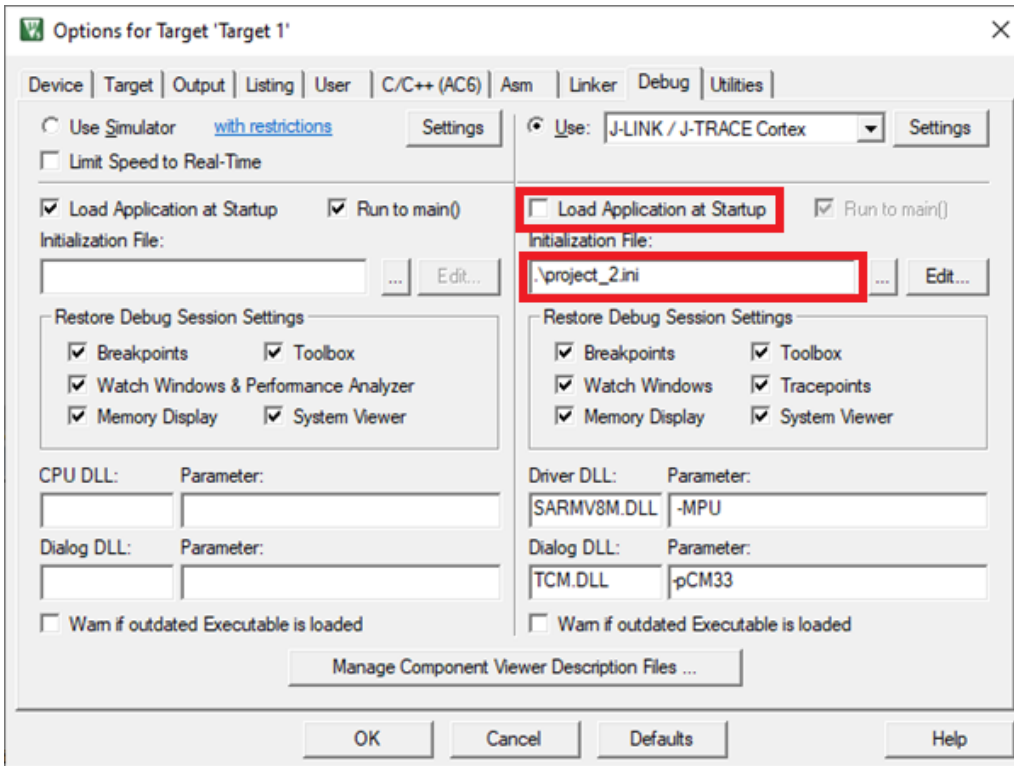 Options for Target 'Target 1'
Device Target Output Listing User C/C++ (AC6) Asm Linker Debug Utilities
Use Simulator with restrictions Settings
Limit Speed to Real-Time
Load Application at Startup Run to main()
Initialization File:
... Edit...
Restore Debug Session Settings
Breakpoints Toolbox
Watch Windows & Performance Analyzer
Memory Display System Viewer
CPU DLL: Parameter:
Dialog DLL: Parameter:
Warn if outdated Executable is loaded
Use: J-LINK / J-TRACE Cortex Settings
Load Application at Startup Run to main()
Initialization File:
.\project_2.ini ... Edit...
Restore Debug Session Settings
Breakpoints Toolbox
Watch Windows Tracepoints
Memory Display System Viewer
Driver DLL: Parameter:
SARMV8M.DLL -MPU
Dialog DLL: Parameter:
TCM.DLL -pCM33
Warn if outdated Executable is loaded
Manage Component Viewer Description Files ...
OK Cancel Defaults Help